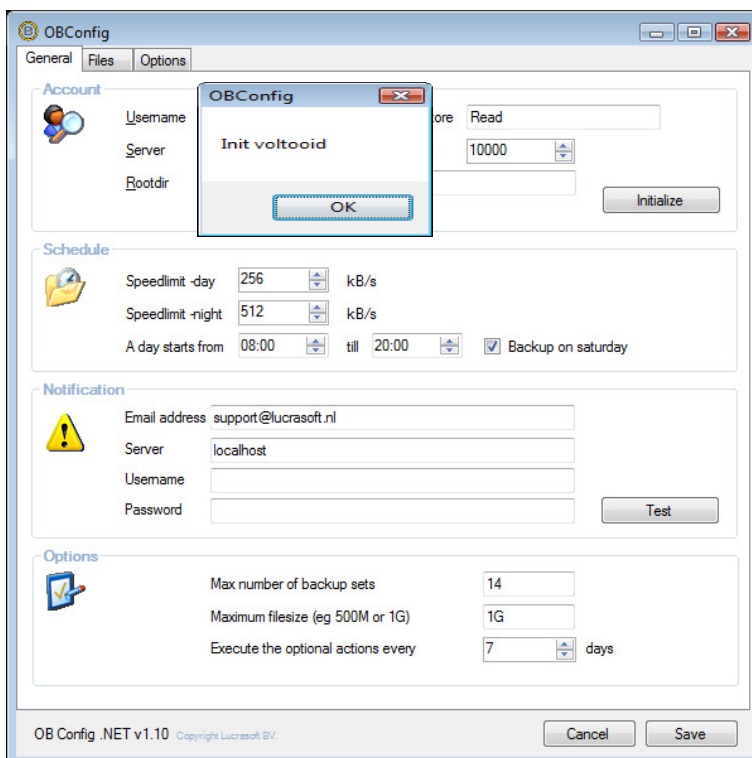 OBConfig
General Files Options
Account
OBConfig
Init voltooid
OK
Username
ore Read
Server 10000
Rootdir
Initialize
Schedule
Speedlimit -day 256 kB/s
Speedlimit -night 512 kB/s
A day starts from 08:00 till 20:00 Backup on saturday
Notification
Email address support@lucrasoft.nl
Server localhost
Username
Password
Test
Options
Max number of backup sets 14
Maximum filesize (eg 500M or 1G) 1G
Execute the optional actions every 7 days
OB Config .NET v1.10 Copyright Lucrasoft BV.
Cancel Save